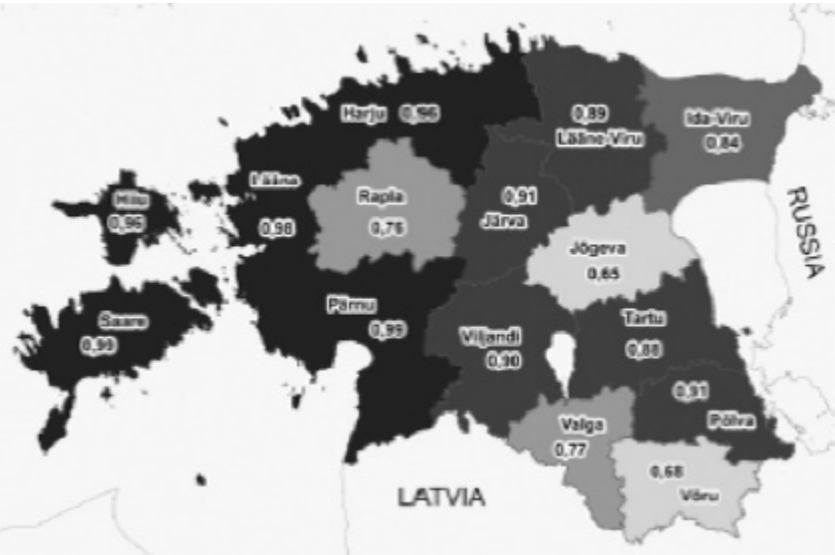 Harju 0,96
0,89
Lääne-Viru
Ida-Viru
0,84
Lääne
0,98
Rapla
0,76
0,91
Järva
Hiiu
0,96
RUSSIA
Jõgeva
0,65
Saare
Pärnu
0,99
Viljandi
0,90
Tartu
0,88
0,91
Põlva
Valga
0,77
0,68
Võru
LATVIA